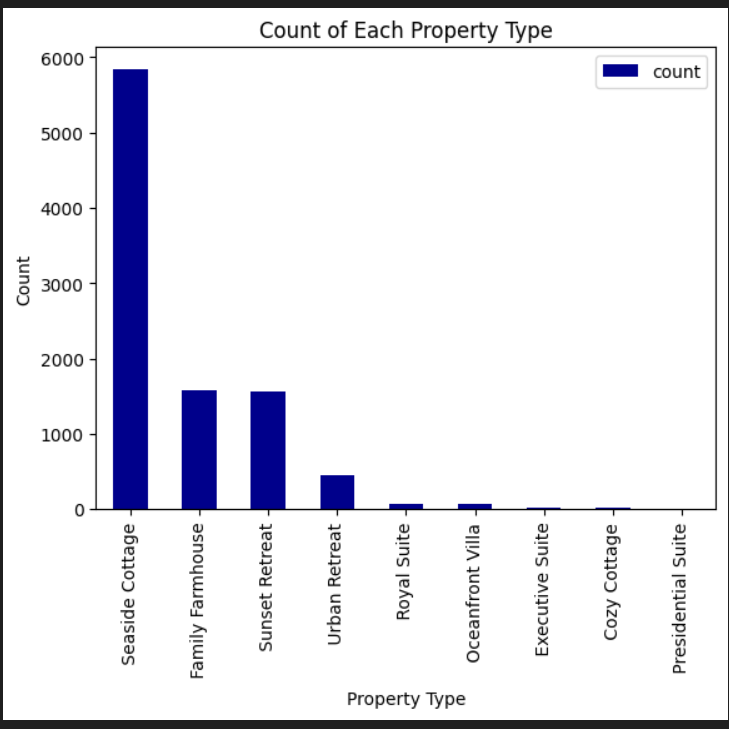 Count of Each Property Type
count
6000
5000
4000
3000
2000
1000
0
Count
Seaside Cottage
Family Farmhouse
Sunset Retreat
Urban Retreat
Royal Suite
Oceanfront Villa
Executive Suite
Cozy Cottage
Presidential Suite
Property Type